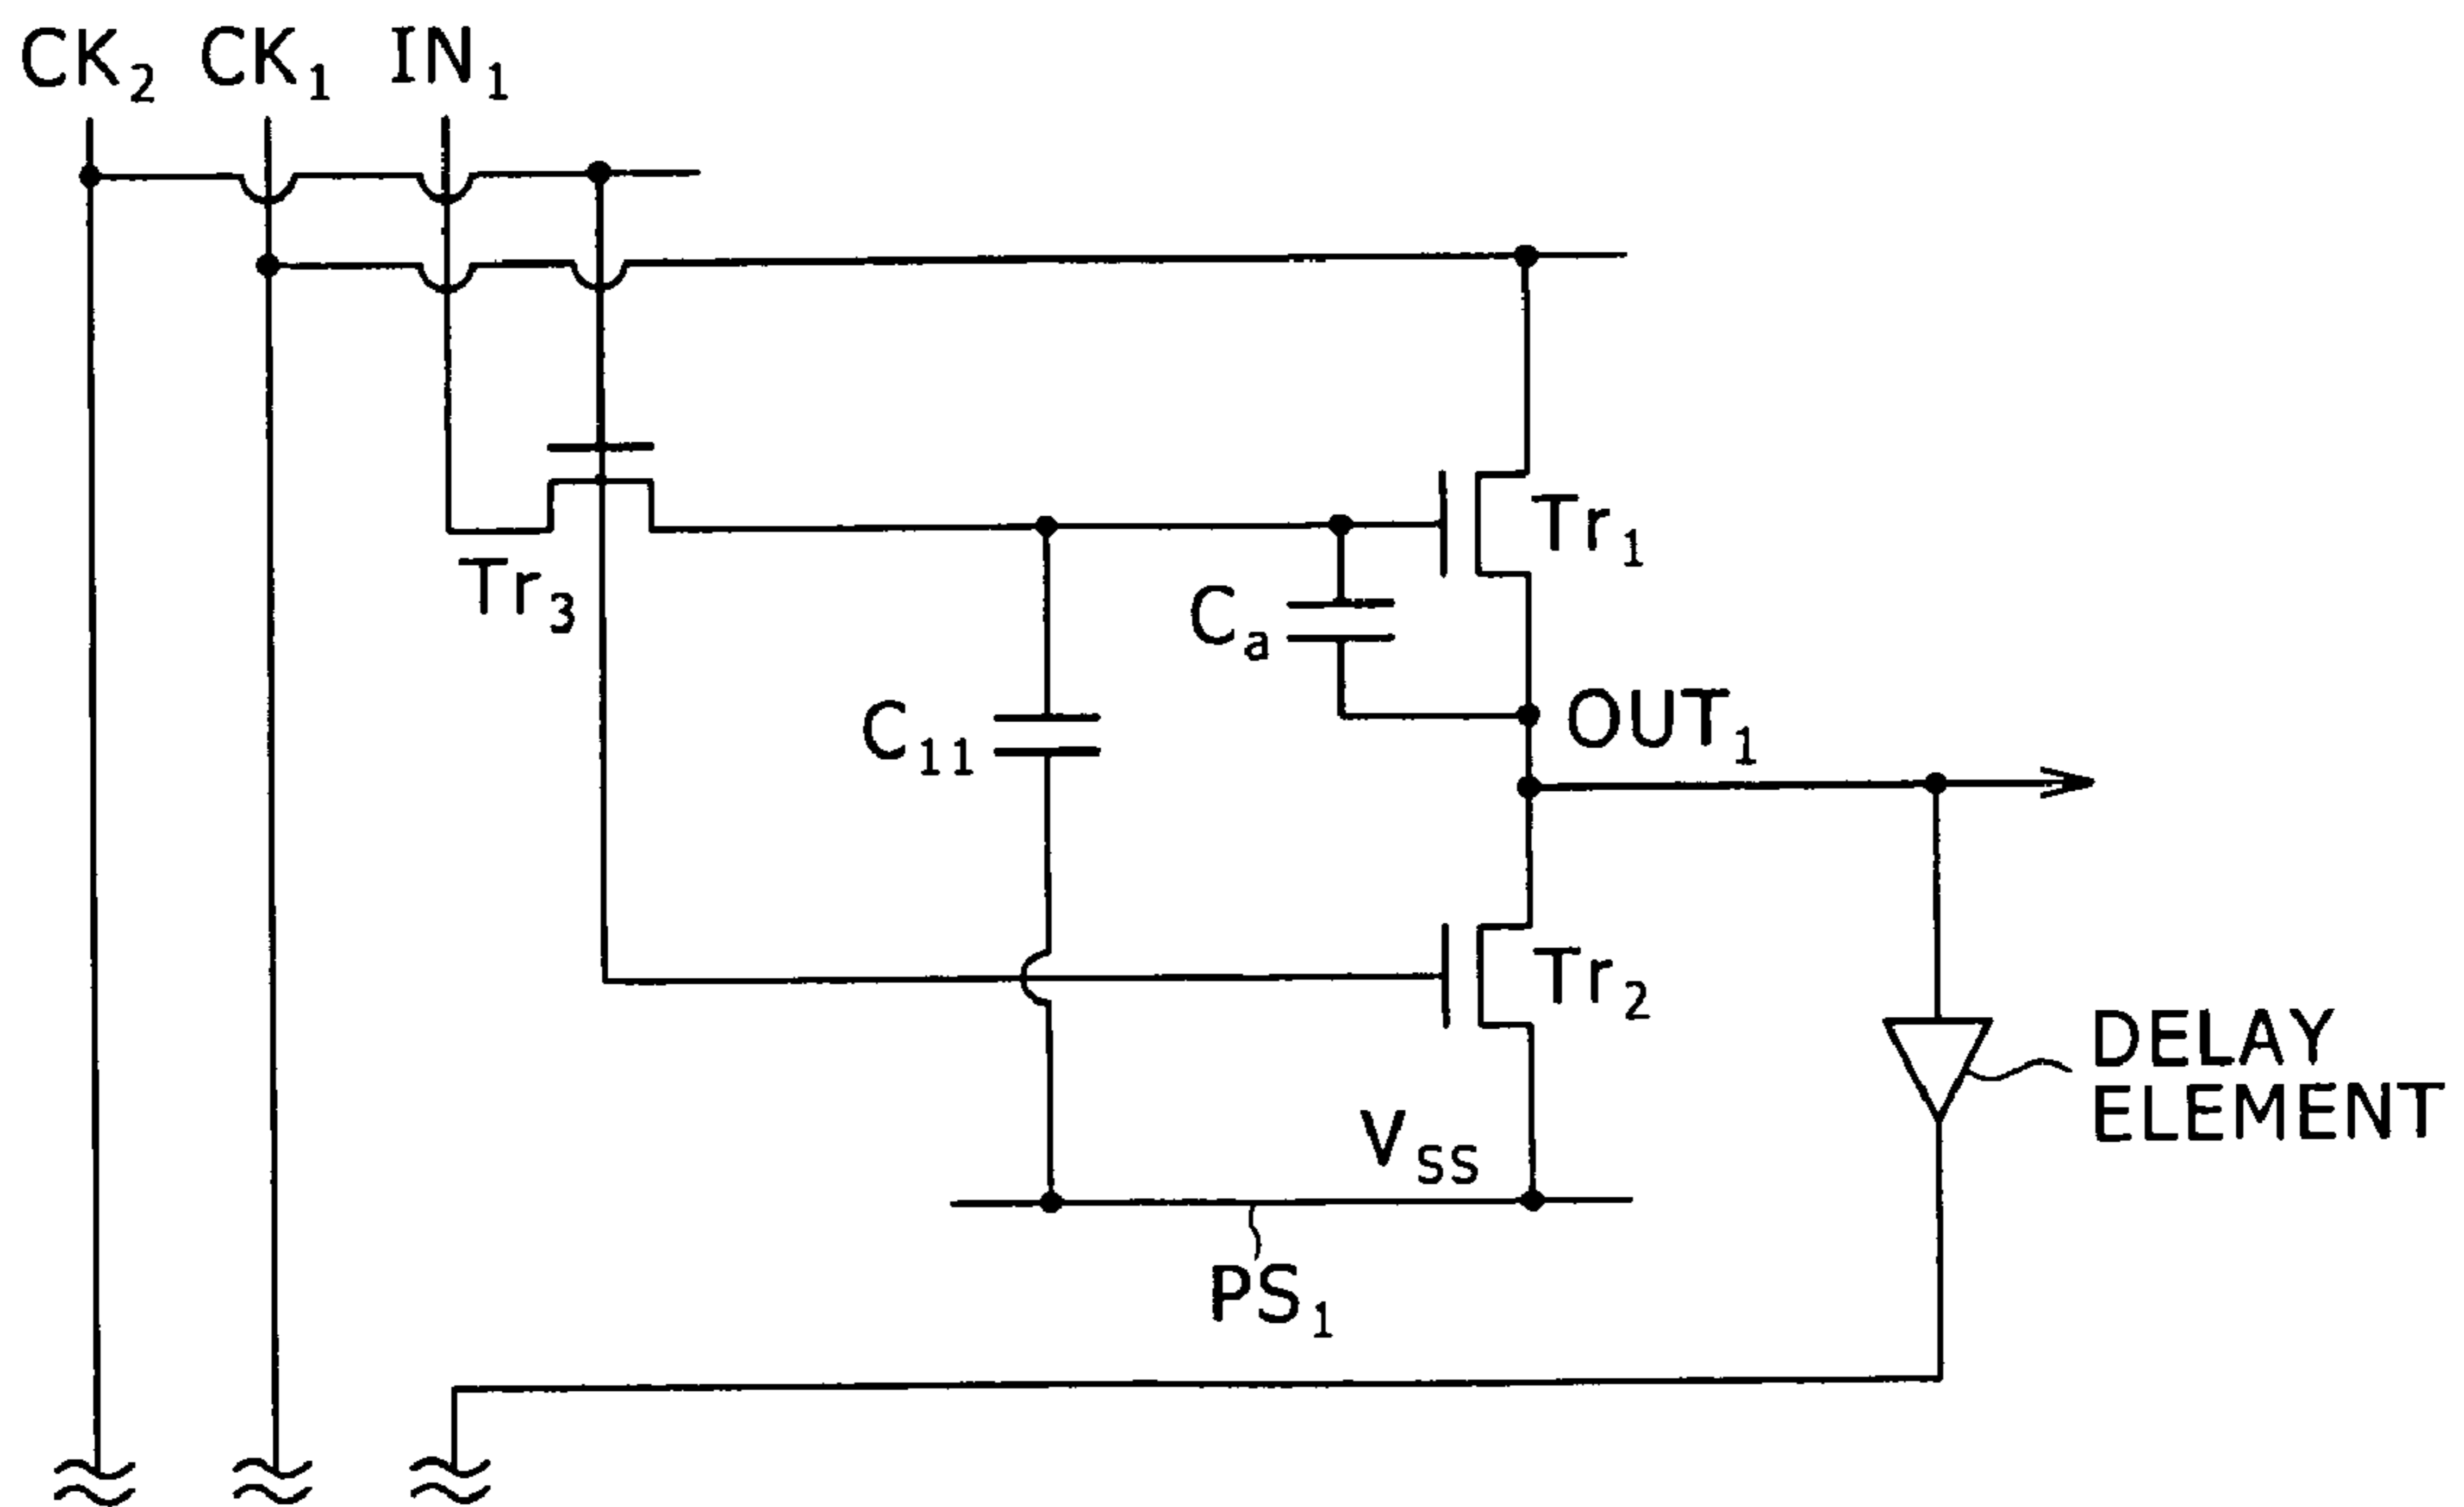 CK2 CK1 IN1
Tr1
Tr3
Ca
OUT1
C11
Tr2
DELAY
ELEMENT
VSS
PS1